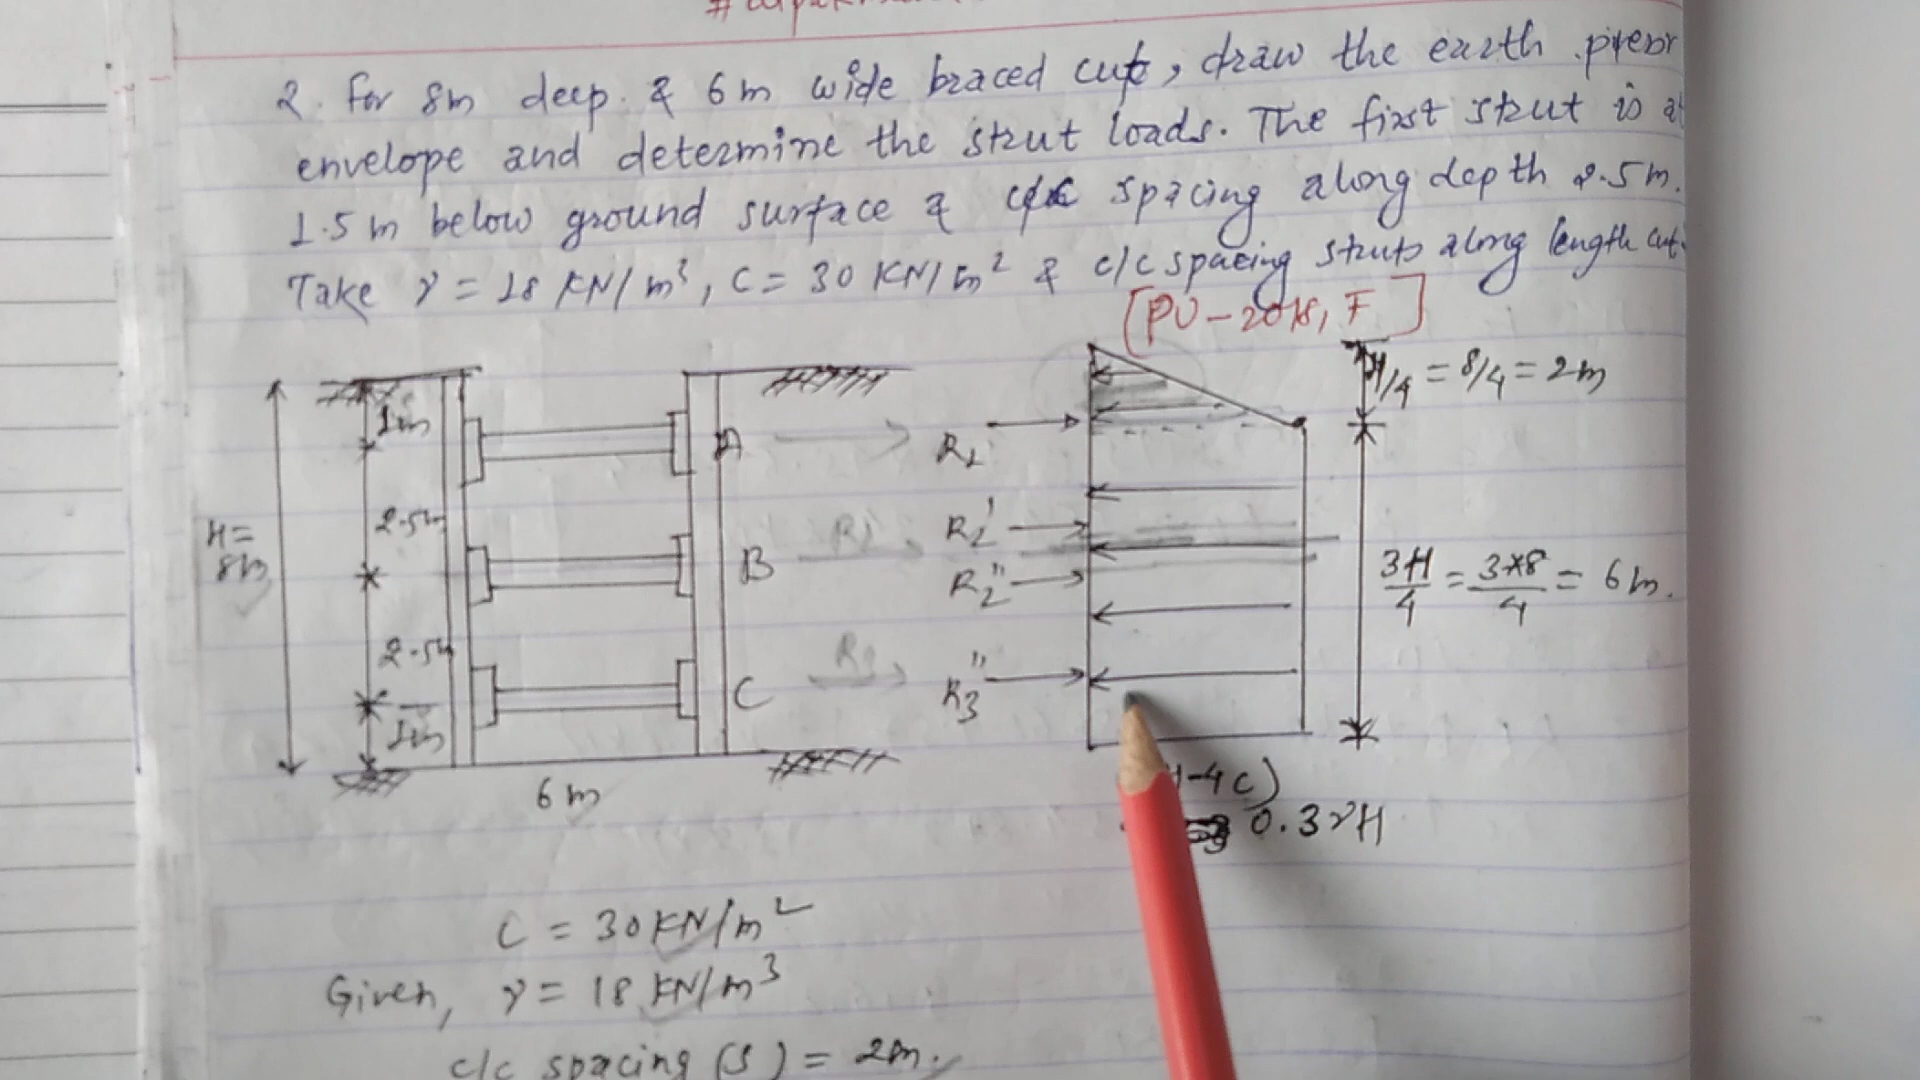 2. For 8m deep & 6m wide braced cut, draw the earth
envelope and determine the strut loads. The first strut is at
1.5m below ground surface & c/c spacing along depth 2.5m.
Take γ = 18 KN/m³, C = 30 KN/m² & c/c spacing struts along length cut.
[PU-2018, F]
H/4 = 8/4 = 2m
1m
A
R1
2.5m
H=
8m
R2'
B
R2"
3H/4 = 3*8/4 = 6m.
2.5m
R3"
C
1m
6m
-4C)
0.3γH
C = 30 KN/m²
Given, γ = 18 KN/m³
c/c spacing (S) = 2m.